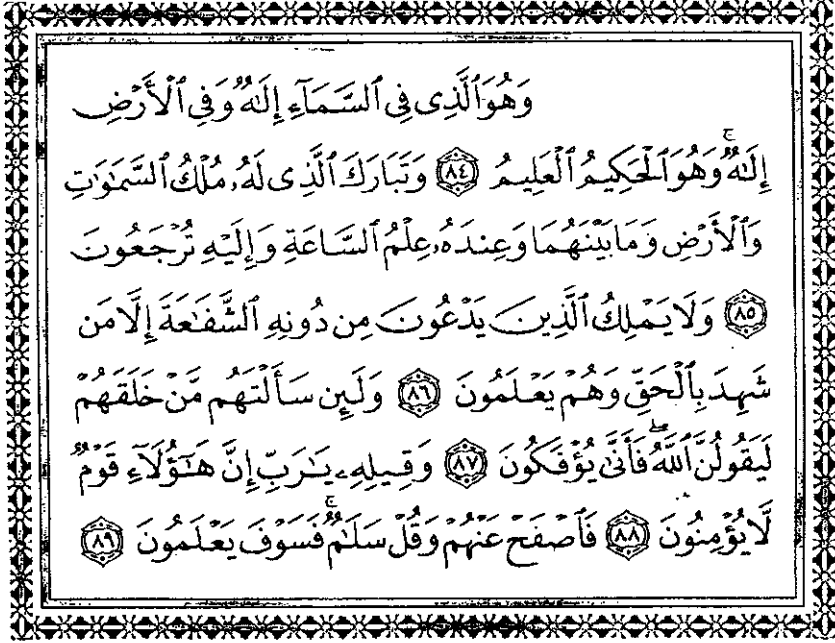 وَهُوَ ٱلَّذِى فِى ٱلسَّمَآءِ إِلَٰهٌ وَفِى ٱلْأَرْضِ
إِلَٰهٌ ۚ وَهُوَ ٱلْحَكِيمُ ٱلْعَلِيمُ ٨٤ وَتَبَارَكَ ٱلَّذِى لَهُۥ مُلْكُ ٱلسَّمَٰوَٰتِ
وَٱلْأَرْضِ وَمَا بَيْنَهُمَا وَعِندَهُۥ عِلْمُ ٱلسَّاعَةِ وَإِلَيْهِ تُرْجَعُونَ
٨٥ وَلَا يَمْلِكُ ٱلَّذِينَ يَدْعُونَ مِن دُونِهِ ٱلشَّفَٰعَةَ إِلَّا مَن
شَهِدَ بِٱلْحَقِّ وَهُمْ يَعْلَمُونَ ٨٦ وَلَئِن سَأَلْتَهُم مَّنْ خَلَقَهُمْ
لَيَقُولُنَّ ٱللَّهُ ۖ فَأَنَّىٰ يُؤْفَكُونَ ٨٧ وَقِيلِهِۦ يَٰرَبِّ إِنَّ هَٰٓؤُلَآءِ قَوْمٌ
لَّا يُؤْمِنُونَ ٨٨ فَٱصْفَحْ عَنْهُمْ وَقُلْ سَلَٰمٌ ۚ فَسَوْفَ يَعْلَمُونَ ٨٩